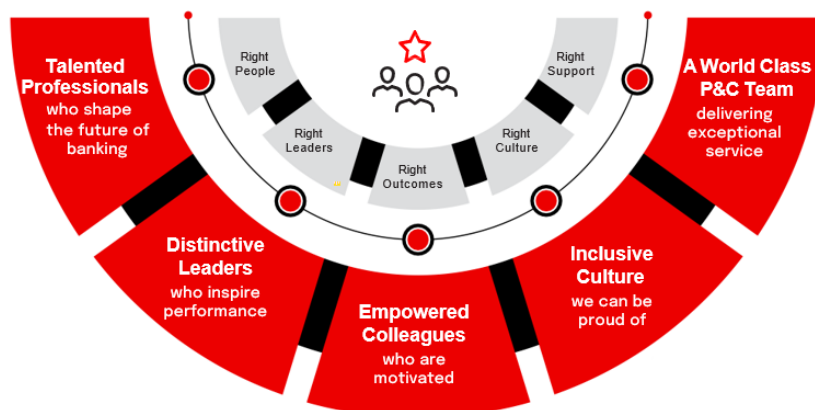 Right
People
Right
Leaders
Right
Outcomes
Right
Culture
Right
Support
Talented
Professionals
who shape
the future of
banking
Distinctive
Leaders
who inspire
performance
Empowered
Colleagues
who are
motivated
Inclusive
Culture
we can be
proud of
A World Class
P&C Team
delivering
exceptional
service